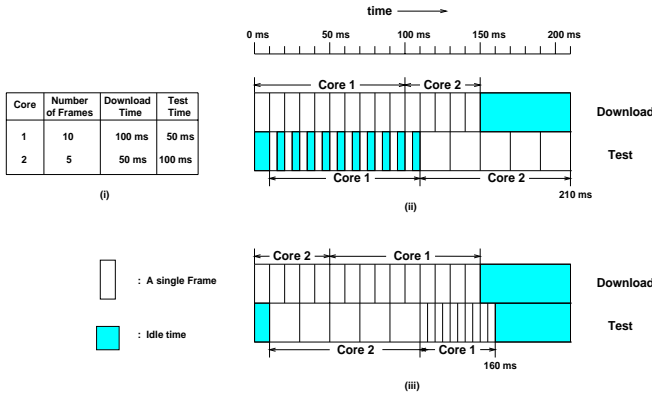 time
0 ms 50 ms 100 ms 150 ms 200 ms
Core 1 Core 2
Download
Test
Core 1 Core 2
210 ms
(ii)
Core Number of Frames Download Time Test Time
1 10 100 ms 50 ms
2 5 50 ms 100 ms
(i)
Core 2 Core 1
Download
Test
Core 2 Core 1
160 ms
(iii)
: A single Frame
: Idle time